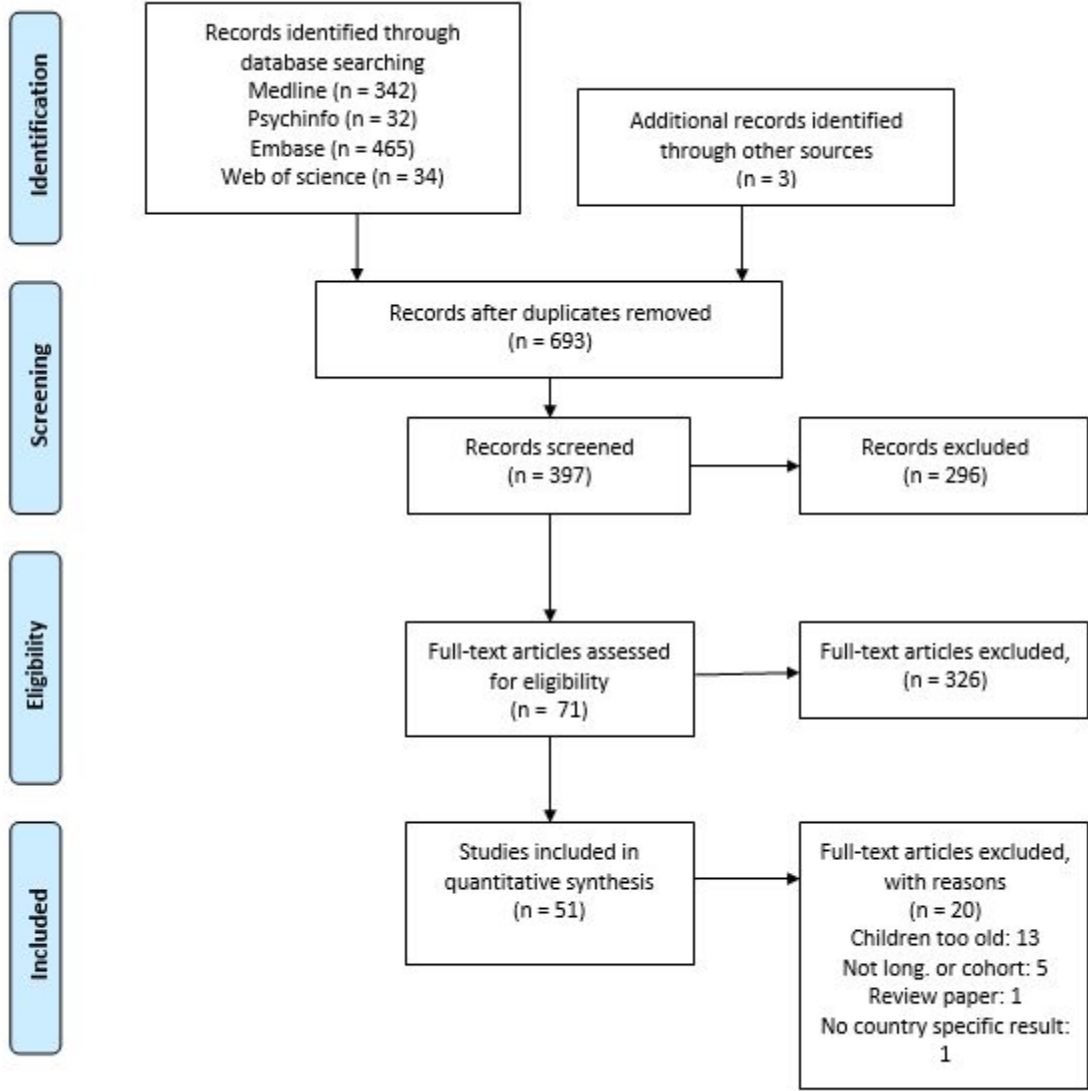 Identification
Records identified through
database searching
Medline (n = 342)
Psychinfo (n = 32)
Embase (n = 465)
Web of science (n = 34)
Additional records identified
through other sources
(n = 3)
Screening
Records after duplicates removed
(n = 693)
Records screened
(n = 397)
Records excluded
(n = 296)
Eligibility
Full-text articles assessed
for eligibility
(n = 71)
Full-text articles excluded,
(n = 326)
Included
Studies included in
quantitative synthesis
(n = 51)
Full-text articles excluded,
with reasons
(n = 20)
Children too old: 13
Not long. or cohort: 5
Review paper: 1
No country specific result:
1